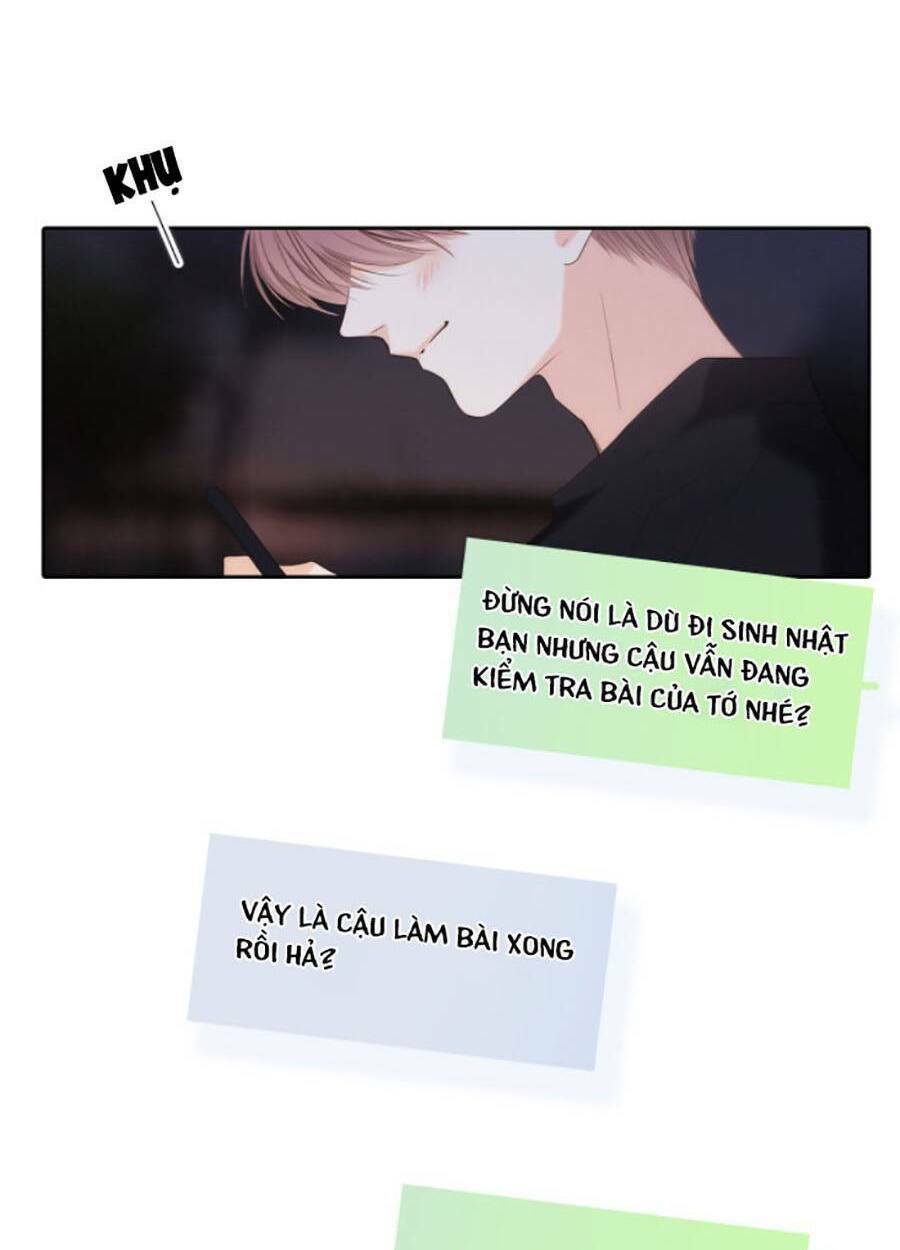 KHỤ
ĐỪNG NÓI LÀ DÙ ĐI SINH NHẬT
BẠN NHƯNG CẬU VẪN ĐANG
KIỂM TRA BÀI CỦA TỚ NHÉ?
VẬY LÀ CẬU LÀM BÀI XONG
RỒI HẢ?